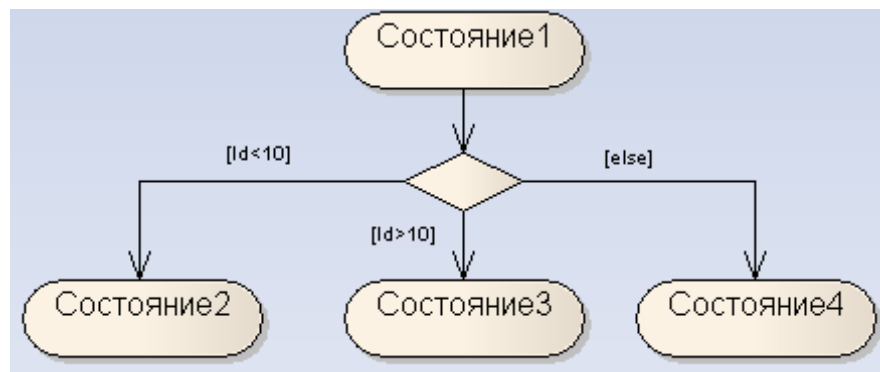 Состояние1
[Id<10]
[else]
[Id>10]
Состояние2
Состояние3
Состояние4